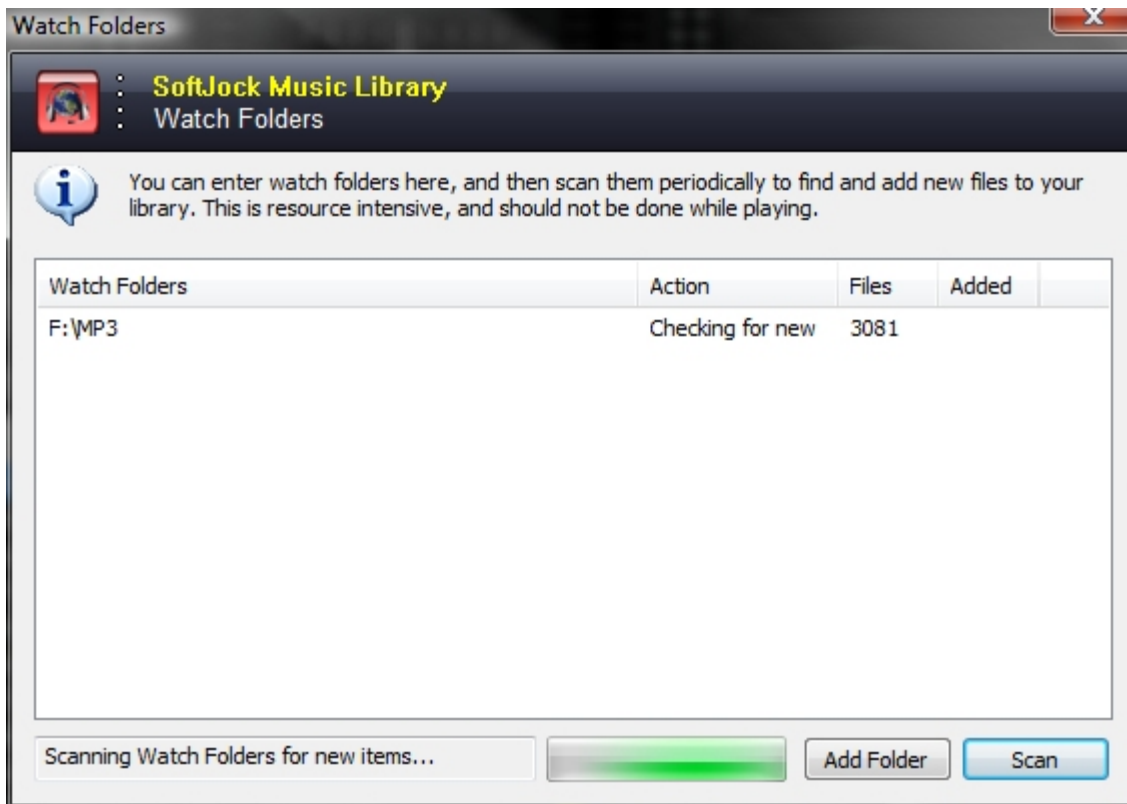 Watch Folders
SoftJock Music Library
Watch Folders
You can enter watch folders here, and then scan them periodically to find and add new files to your
library. This is resource intensive, and should not be done while playing.
Watch Folders Action Files Added
F:\MP3 Checking for new 3081
Scanning Watch Folders for new items... Add Folder Scan